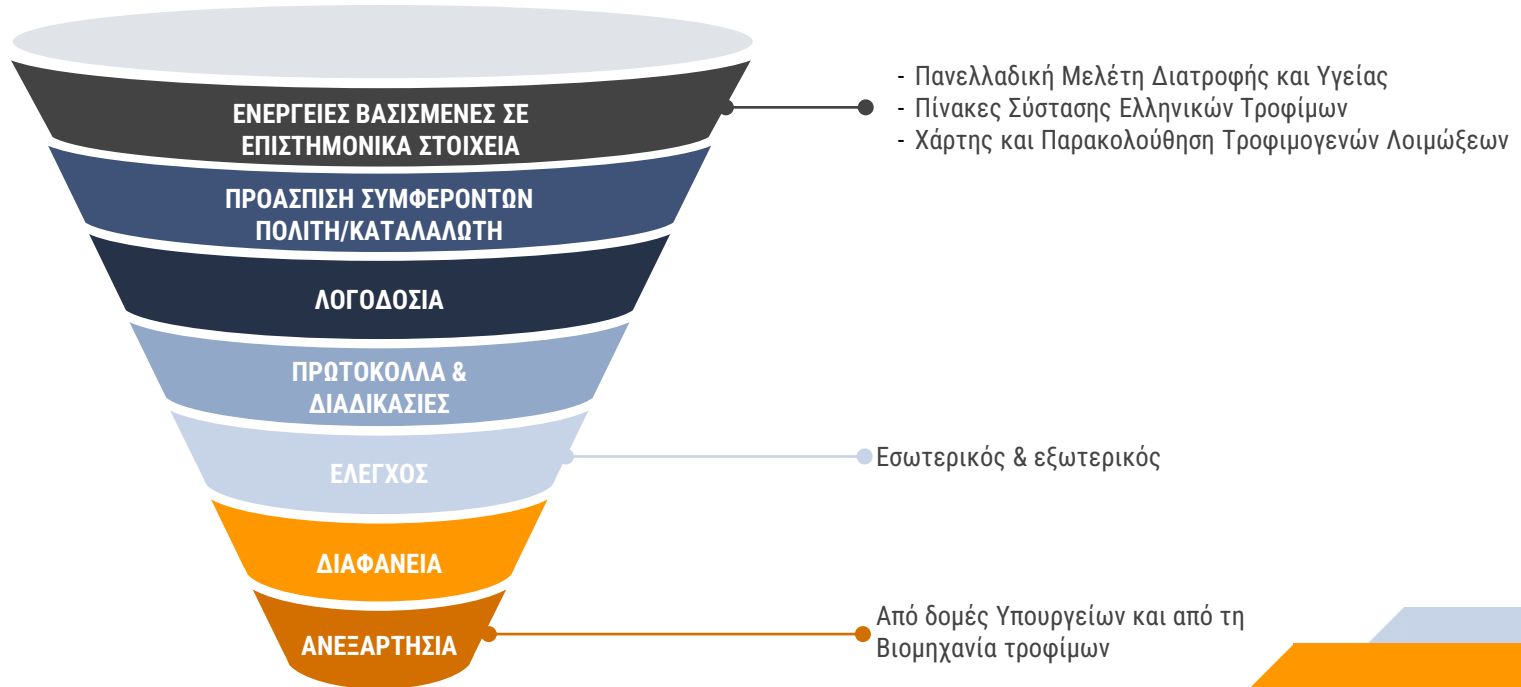 ΕΝΕΡΓΕΙΕΣ ΒΑΣΙΣΜΕΝΕΣ ΣΕ
ΕΠΙΣΤΗΜΟΝΙΚΑ ΣΤΟΙΧΕΙΑ
- Πανελλαδική Μελέτη Διατροφής και Υγείας
- Πίνακες Σύστασης Ελληνικών Τροφίμων
- Χάρτης και Παρακολούθηση Τροφιμογενών Λοιμώξεων
ΠΡΟΑΣΠΙΣΗ ΣΥΜΦΕΡΟΝΤΩΝ
ΠΟΛΙΤΗ/ΚΑΤΑΛΑΛΩΤΗ
ΛΟΓΟΔΟΣΙΑ
ΠΡΩΤΟΚΟΛΛΑ &
ΔΙΑΔΙΚΑΣΙΕΣ
ΕΛΕΓΧΟΣ
Εσωτερικός & εξωτερικός
ΔΙΑΦΑΝΕΙΑ
ΑΝΕΞΑΡΤΗΣΙΑ
Από δομές Υπουργείων και από τη
Βιομηχανία τροφίμων